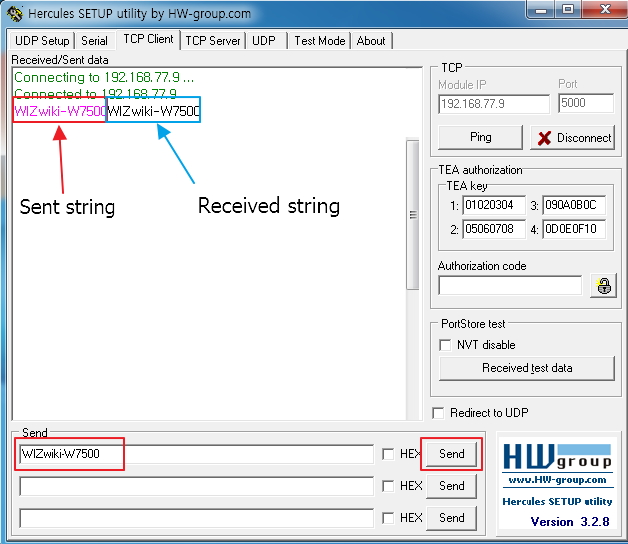 Hercules SETUP utility by HW-group.com
UDP Setup Serial TCP Client TCP Server UDP Test Mode About
Received/Sent data
Connecting to 192.168.77.9 ...
Connected to 192.168.77.9
WIZwiki-W7500 WIZwiki-W7500
Sent string
Received string
TCP
Module IP Port
192.168.77.9 5000
Ping Disconnect
TEA authorization
TEA key
1: 01020304 3: 090A0B0C
2: 05060708 4: 0D0E0F10
Authorization code
PortStore test
NVT disable
Received test data
Redirect to UDP
Send
WIZwiki-W7500 HEX Send
HEX Send
HEX Send
HW group
www.HW-group.com
Hercules SETUP utility
Version 3.2.8